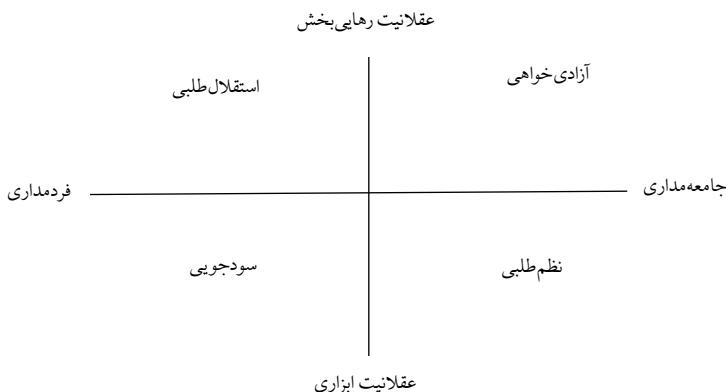 عقلانیت رهایی‌بخش
آزادی‌خواهی
استقلال‌طلبی
جامعه‌مداری
فردمداری
نظم‌طلبی
سودجویی
عقلانیت ابزاری